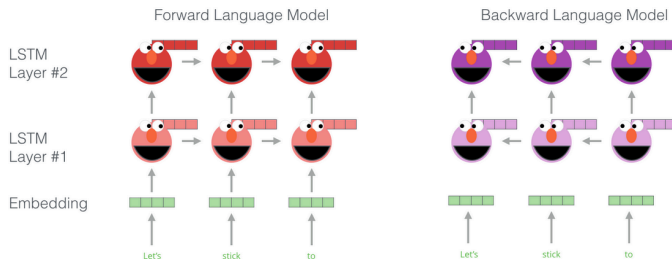 Forward Language Model
Backward Language Model
LSTM
Layer #2
LSTM
Layer #1
Embedding
Let's
stick
to
Let's
stick
to